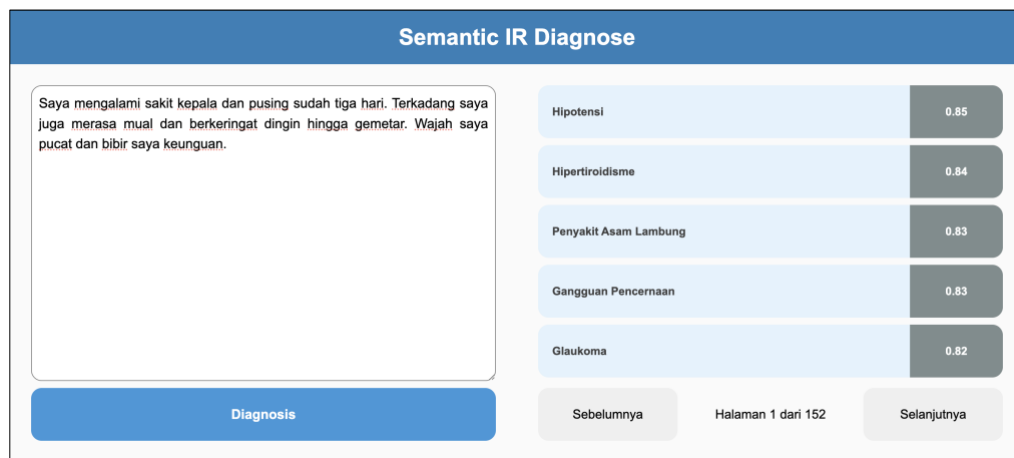 Semantic IR Diagnose
Saya mengalami sakit kepala dan pusing sudah tiga hari. Terkadang saya
juga merasa mual dan berkeringat dingin hingga gemetar. Wajah saya
pucat dan bibir saya keunguan.
Diagnosis
Hipotensi 0.85
Hipertiroidisme 0.84
Penyakit Asam Lambung 0.83
Gangguan Pencernaan 0.83
Glaukoma 0.82
Sebelumnya Halaman 1 dari 152 Selanjutnya